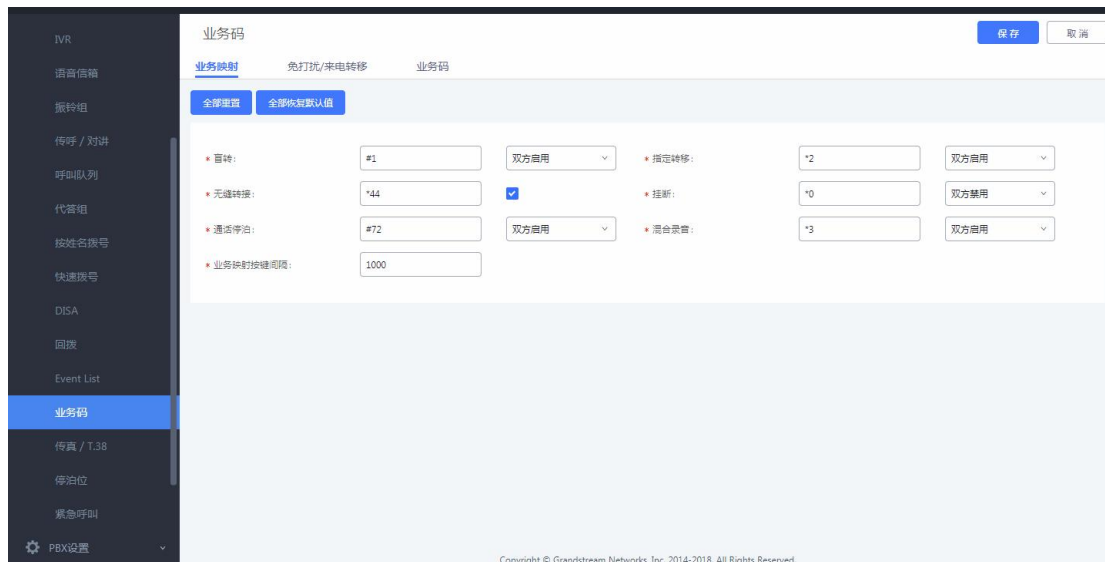 IVR
语音信箱
振铃组
传呼 / 对讲
呼叫队列
代答组
按姓名拨号
快速拨号
DISA
回拨
Event List
业务码
传真 / T.38
停泊位
紧急呼叫
PBX设置
业务码
保存 取消
业务映射 免打扰/来电转移 业务码
全部重置 全部恢复默认值
* 盲转: #1 双方启用 * 指定转移: *2 双方启用
* 无缝转接: *44 * 挂断: *0 双方禁用
* 通话停泊: #72 双方启用 * 混合录音: *3 双方启用
* 业务映射按键间隔: 1000
Copyright © Grandstream Networks, Inc. 2014-2018. All Rights Reserved.